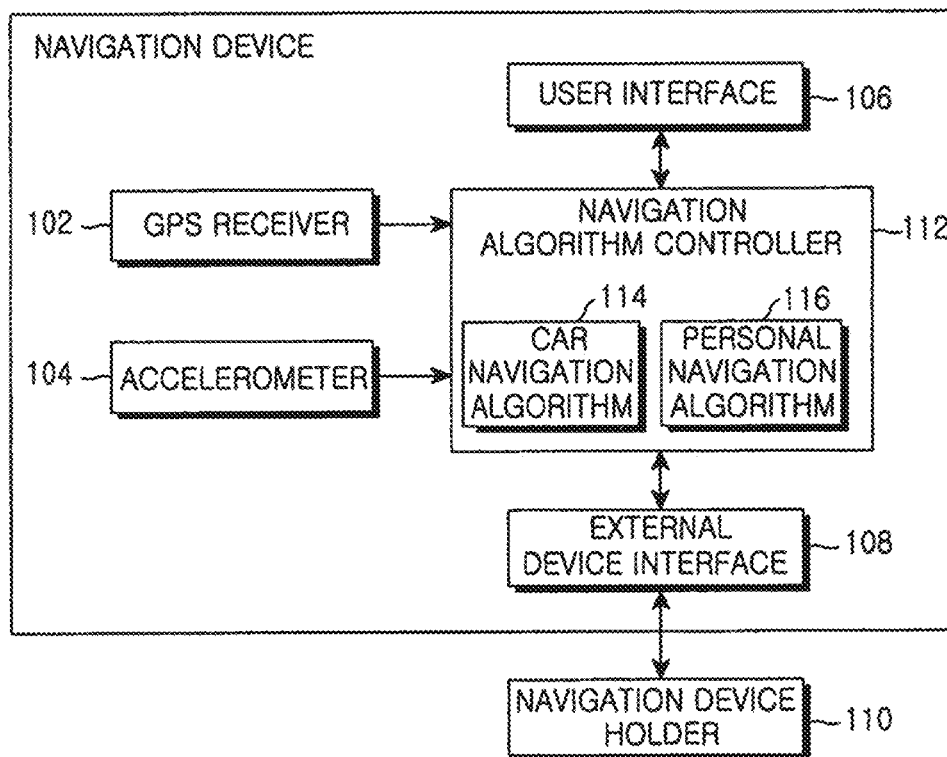 NAVIGATION DEVICE
USER INTERFACE
106
102
GPS RECEIVER
NAVIGATION
ALGORITHM CONTROLLER
112
104
ACCELEROMETER
114
CAR
NAVIGATION
ALGORITHM
116
PERSONAL
NAVIGATION
ALGORITHM
EXTERNAL
DEVICE INTERFACE
108
NAVIGATION DEVICE
HOLDER
110